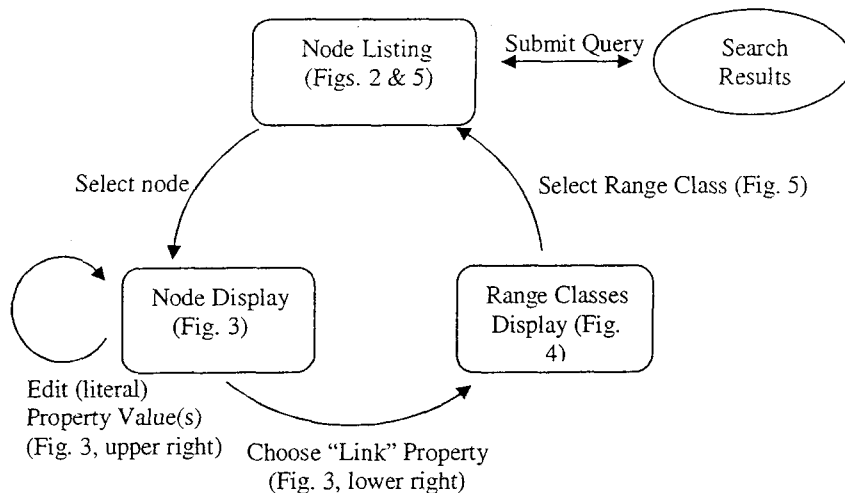 Node Listing
(Figs. 2 & 5)
Submit Query
Search
Results
Select node
Select Range Class (Fig. 5)
Node Display
(Fig. 3)
Range Classes
Display (Fig.
4)
Edit (literal)
Property Value(s)
(Fig. 3, upper right)
Choose “Link” Property
(Fig. 3, lower right)